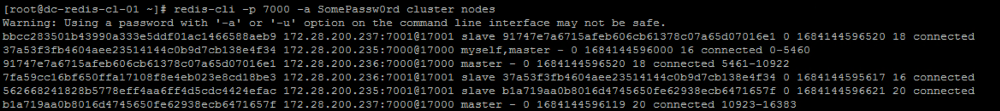 [root@dc-redis-cl-01 ~]# redis-cli -p 7000 -a SomePassw0rd cluster nodes
Warning: Using a password with '-a' or '-u' option on the command line interface may not be safe.
bbcc283501b43990a333e5ddf01ac1466588aeb9 172.28.200.237:7001@17001 slave 91747e7a6715afeb606cb61378c07a65d07016e1 0 1684144596520 18 connected
37a53f3fb4604aee23514144c0b9d7cb138e4f34 172.28.200.235:7000@17000 myself,master - 0 1684144596000 16 connected 0-5460
91747e7a6715afeb606cb61378c07a65d07016e1 172.28.200.236:7000@17000 master - 0 1684144596520 18 connected 5461-10922
7fa59cc16bf650ffa17108f8e4eb023e8cd18be3 172.28.200.236:7001@17001 slave 37a53f3fb4604aee23514144c0b9d7cb138e4f34 0 1684144595617 16 connected
562668241828b5778eff4aa6ff4d5cdc4424efac 172.28.200.235:7001@17001 slave b1a719aa0b8016d4745650fe62938ecb6471657f 0 1684144596621 20 connected
b1a719aa0b8016d4745650fe62938ecb6471657f 172.28.200.237:7000@17000 master - 0 1684144596119 20 connected 10923-16383